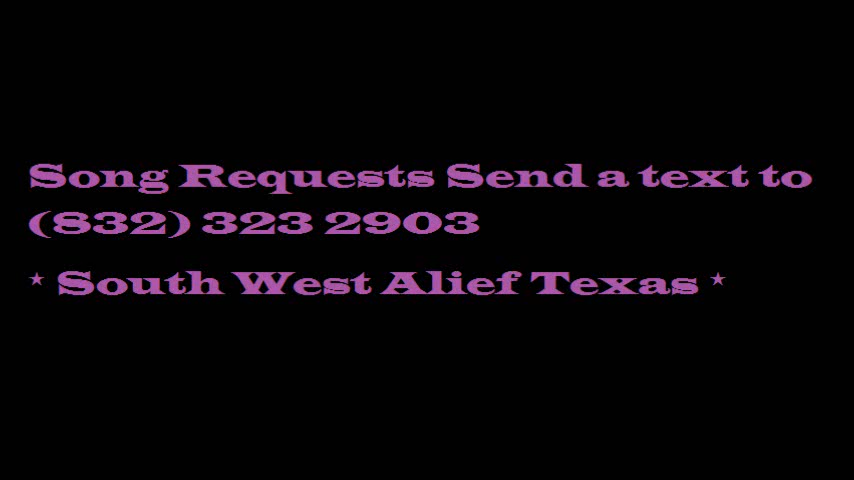 Song Requests Send a text to
(832) 323 2903
* South West Alief Texas *